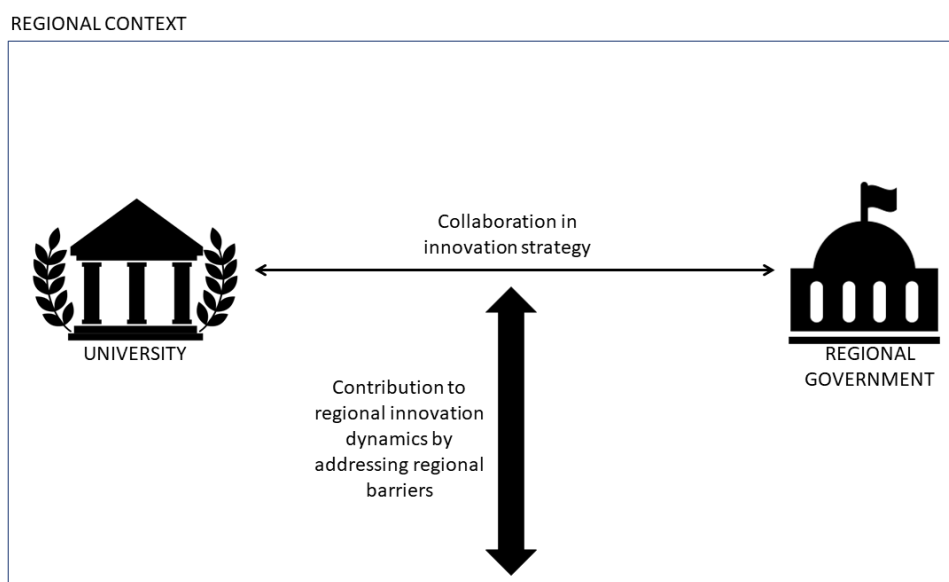 REGIONAL CONTEXT
Collaboration in
innovation strategy
UNIVERSITY
REGIONAL
GOVERNMENT
Contribution to
regional innovation
dynamics by
addressing regional
barriers